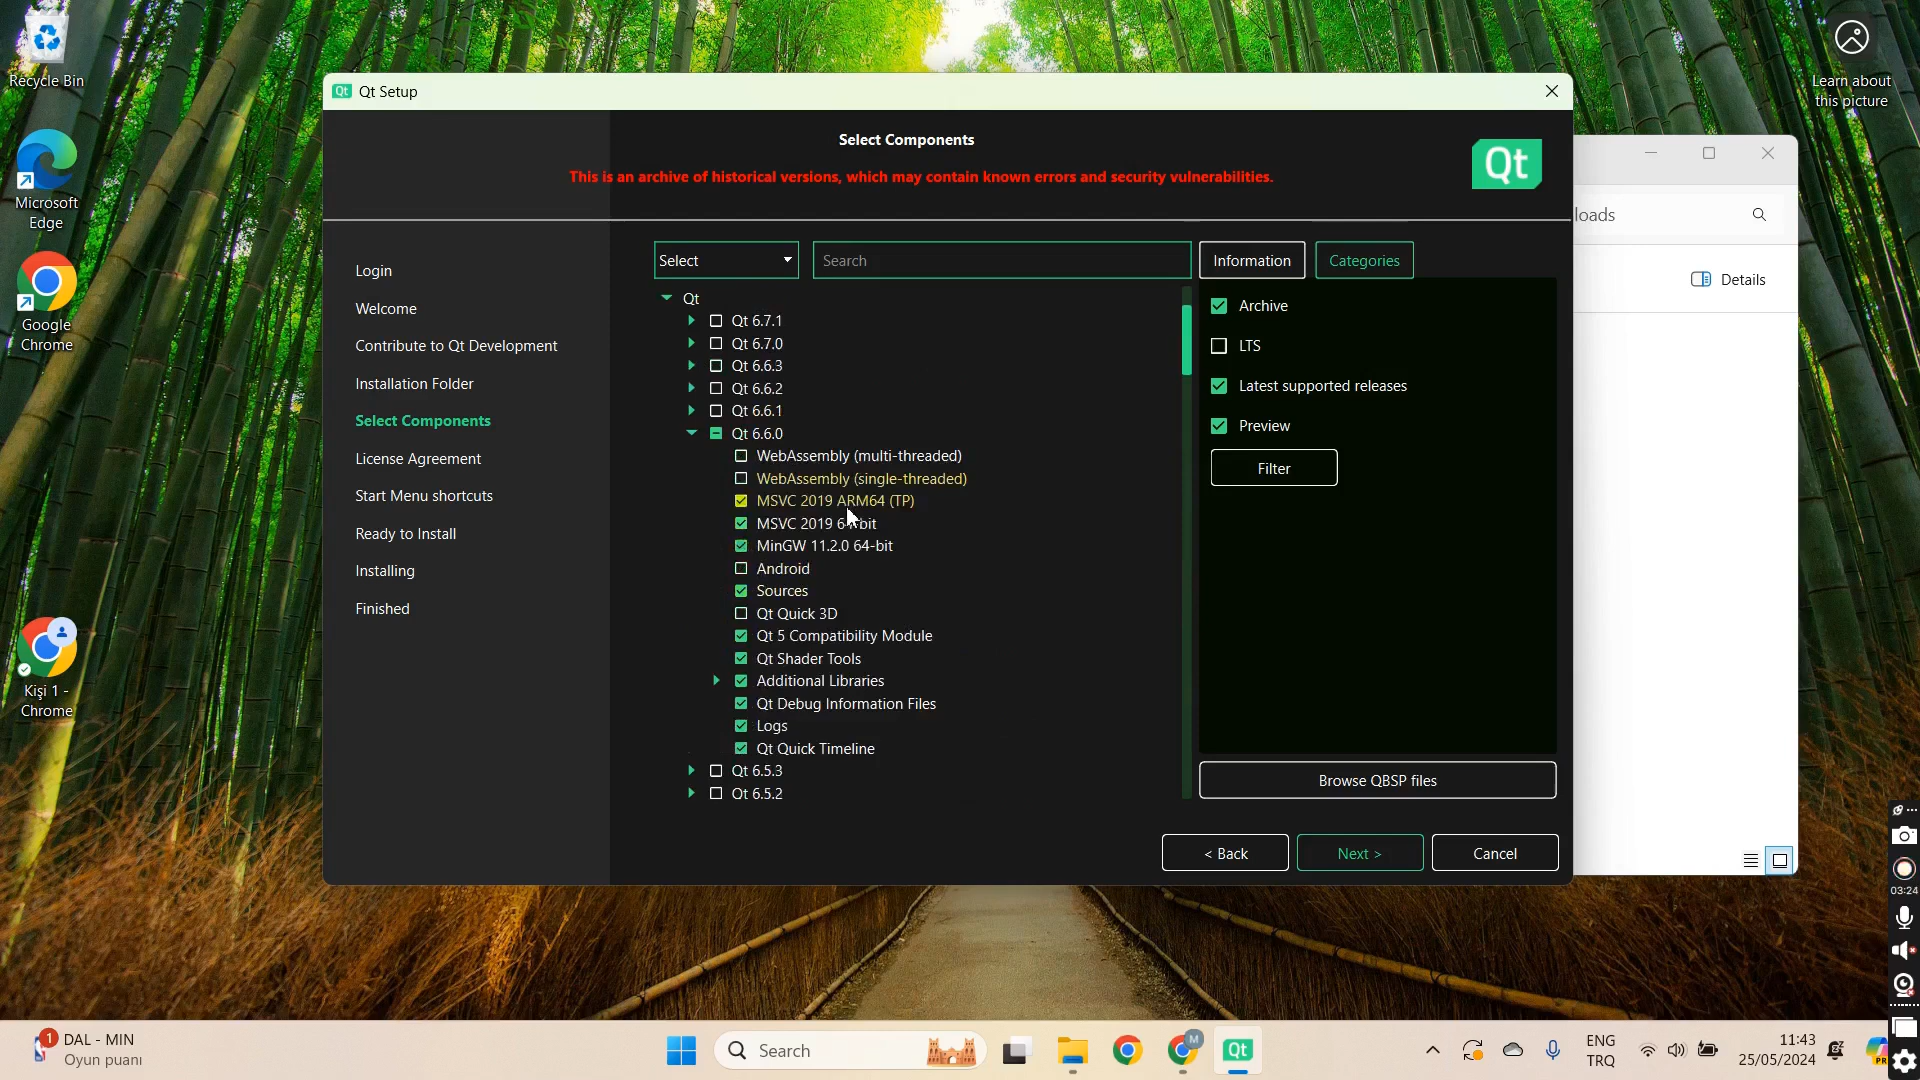 Recycle Bin
Microsoft
Edge
Google
Chrome
Kişi 1 -
Chrome
Learn about
this picture
Qt Setup
Select Components
This is an archive of historical versions, which may contain known errors and security vulnerabilities.
Qt
Login
Welcome
Contribute to Qt Development
Installation Folder
Select Components
License Agreement
Start Menu shortcuts
Ready to Install
Installing
Finished
Select
Search
Qt
Qt 6.7.1
Qt 6.7.0
Qt 6.6.3
Qt 6.6.2
Qt 6.6.1
Qt 6.6.0
WebAssembly (multi-threaded)
WebAssembly (single-threaded)
MSVC 2019 ARM64 (TP)
MSVC 2019 64-bit
MinGW 11.2.0 64-bit
Android
Sources
Qt Quick 3D
Qt 5 Compatibility Module
Qt Shader Tools
Additional Libraries
Qt Debug Information Files
Logs
Qt Quick Timeline
Qt 6.5.3
Qt 6.5.2
Information
Categories
Archive
LTS
Latest supported releases
Preview
Filter
Browse QBSP files
< Back
Next >
Cancel
loads
Details
03:24
1
DAL - MIN
Oyun puanı
Search
M
Qt
ENG
TRQ
11:43
25/05/2024